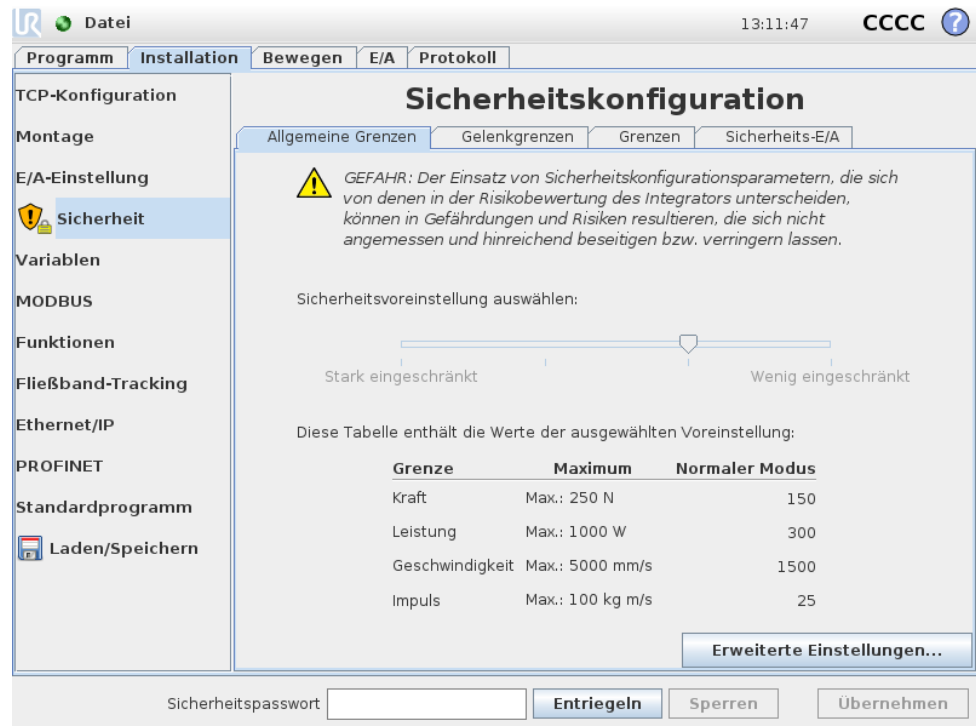 Datei 13:11:47 CCCC ?
Programm Installation Bewegen E/A Protokoll
TCP-Konfiguration
Montage
E/A-Einstellung
Sicherheit
Variablen
MODBUS
Funktionen
Fließband-Tracking
Ethernet/IP
PROFINET
Standardprogramm
Laden/Speichern
Sicherheitskonfiguration
Allgemeine Grenzen Gelenkgrenzen Grenzen Sicherheits-E/A
GEFAHR: Der Einsatz von Sicherheitskonfigurationsparametern, die sich
von denen in der Risikobewertung des Integrators unterscheiden,
können in Gefährdungen und Risiken resultieren, die sich nicht
angemessen und hinreichend beseitigen bzw. verringern lassen.
Sicherheitsvoreinstellung auswählen:
Stark eingeschränkt Wenig eingeschränkt
Diese Tabelle enthält die Werte der ausgewählten Voreinstellung:
Grenze Maximum Normaler Modus
Kraft Max.: 250 N 150
Leistung Max.: 1000 W 300
Geschwindigkeit Max.: 5000 mm/s 1500
Impuls Max.: 100 kg m/s 25
Erweiterte Einstellungen...
Sicherheitspasswort Entriegeln Sperren Übernehmen